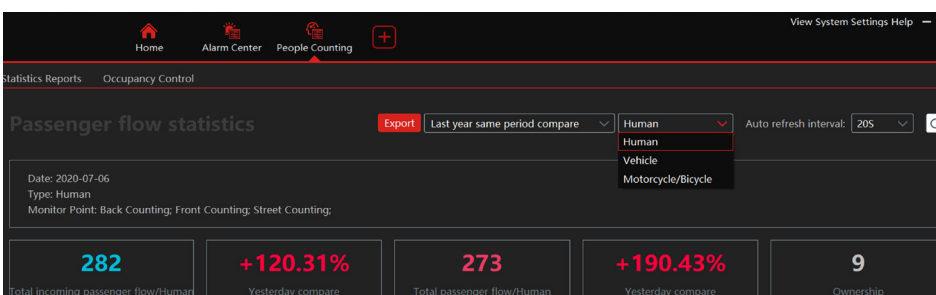 View System Settings Help
Home Alarm Center People Counting
Statistics Reports Occupancy Control
Passenger flow statistics Export Last year same period compare Human Auto refresh interval: 20S
Human
Vehicle
Motorcycle/Bicycle
Date: 2020-07-06
Type: Human
Monitor Point: Back Counting; Front Counting; Street Counting;
282 +120.31% 273 +190.43% 9
Total incoming passenger flow/Human Yesterday compare Total passenger flow/Human Yesterday compare Ownership